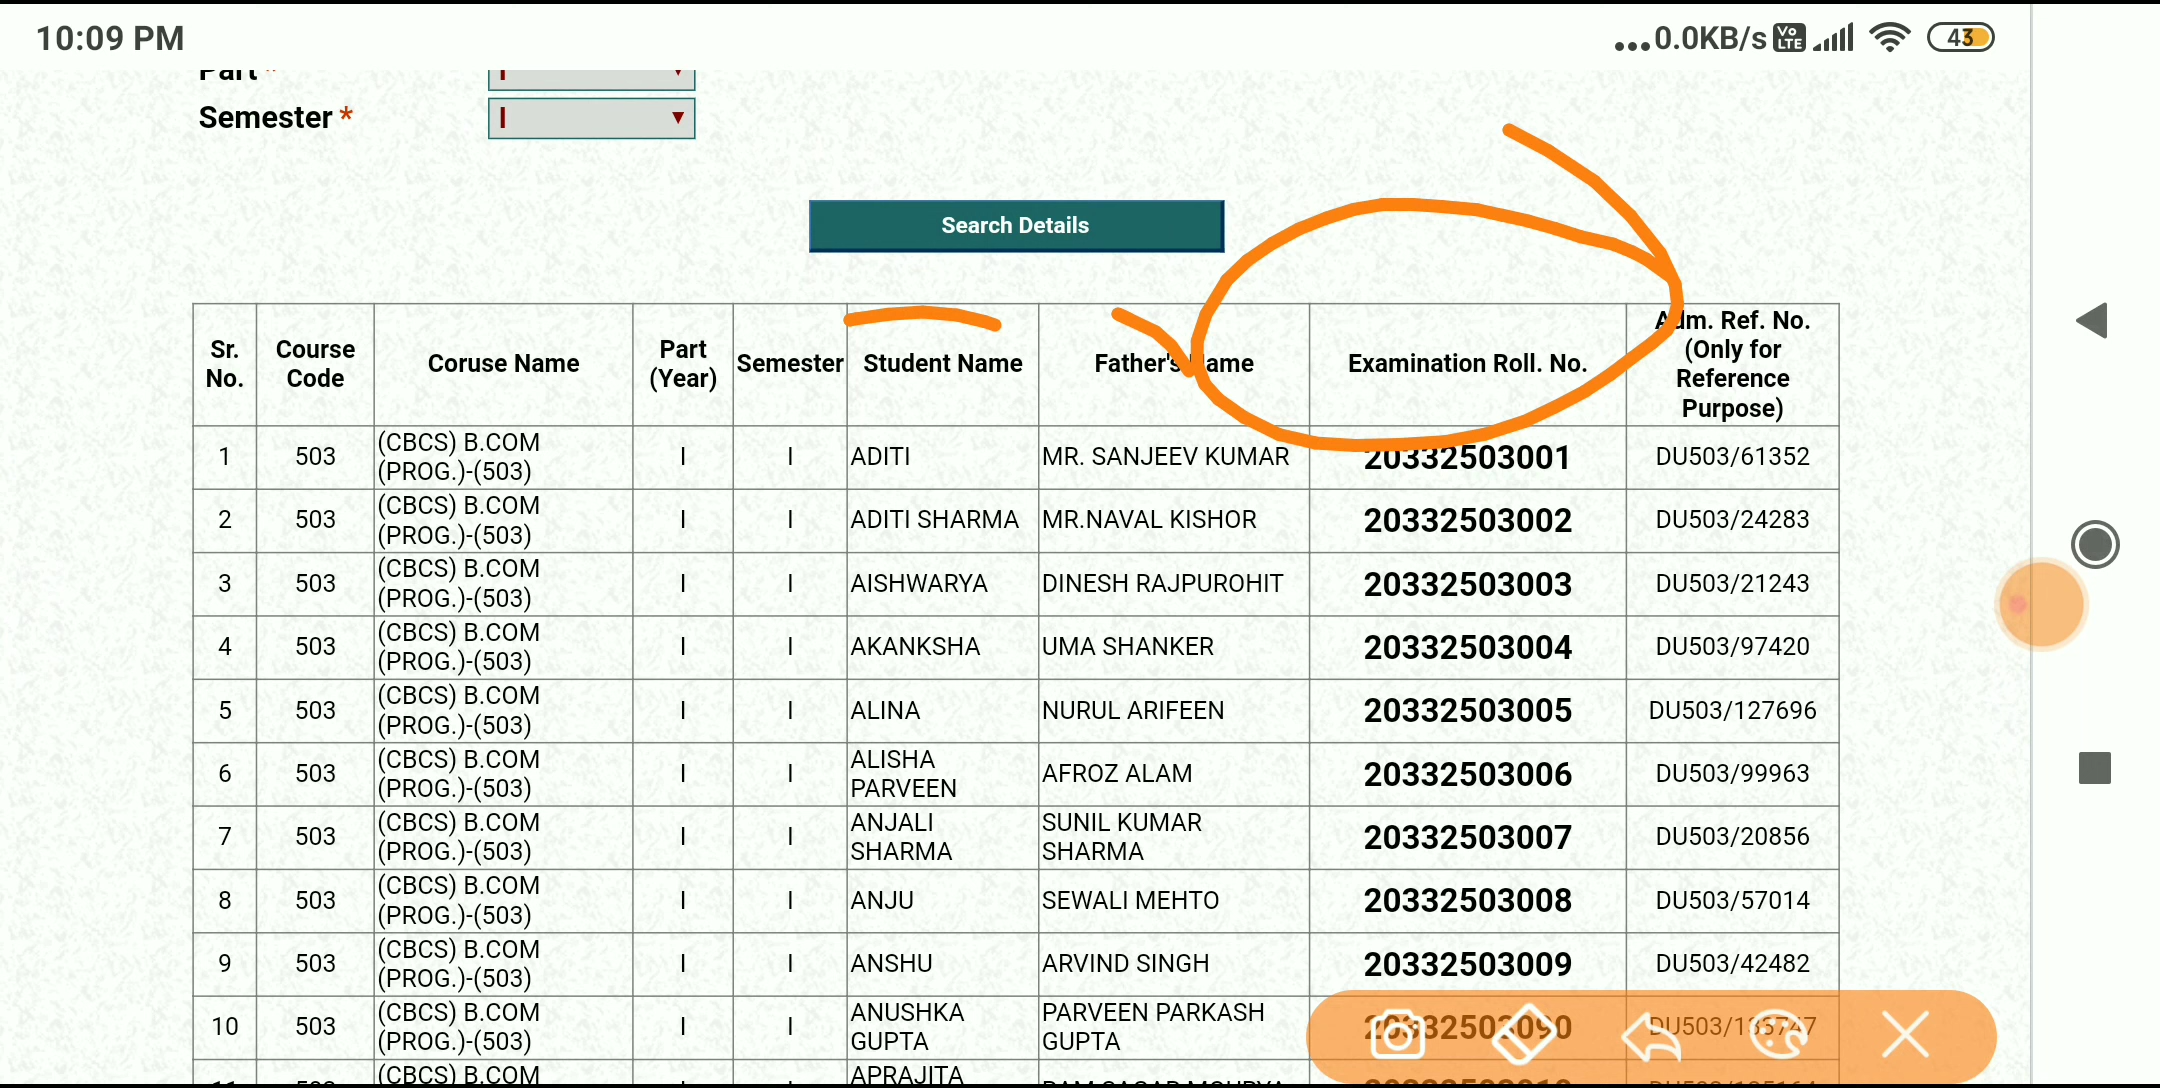 10:09 PM
...0.0KB/s Vo LTE 43
Part *
I
Semester *
I
Search Details
Sr. No. Course Code Coruse Name Part (Year) Semester Student Name Father's Name Examination Roll. No. Adm. Ref. No. (Only for Reference Purpose)
1 503 (CBCS) B.COM (PROG.)-(503) I I ADITI MR. SANJEEV KUMAR 20332503001 DU503/61352
2 503 (CBCS) B.COM (PROG.)-(503) I I ADITI SHARMA MR.NAVAL KISHOR 20332503002 DU503/24283
3 503 (CBCS) B.COM (PROG.)-(503) I I AISHWARYA DINESH RAJPUROHIT 20332503003 DU503/21243
4 503 (CBCS) B.COM (PROG.)-(503) I I AKANKSHA UMA SHANKER 20332503004 DU503/97420
5 503 (CBCS) B.COM (PROG.)-(503) I I ALINA NURUL ARIFEEN 20332503005 DU503/127696
6 503 (CBCS) B.COM (PROG.)-(503) I I ALISHA PARVEEN AFROZ ALAM 20332503006 DU503/99963
7 503 (CBCS) B.COM (PROG.)-(503) I I ANJALI SHARMA SUNIL KUMAR SHARMA 20332503007 DU503/20856
8 503 (CBCS) B.COM (PROG.)-(503) I I ANJU SEWALI MEHTO 20332503008 DU503/57014
9 503 (CBCS) B.COM (PROG.)-(503) I I ANSHU ARVIND SINGH 20332503009 DU503/42482
10 503 (CBCS) B.COM (PROG.)-(503) I I ANUSHKA GUPTA PARVEEN PARKASH GUPTA
(CBCS) B.COM APRAJITA